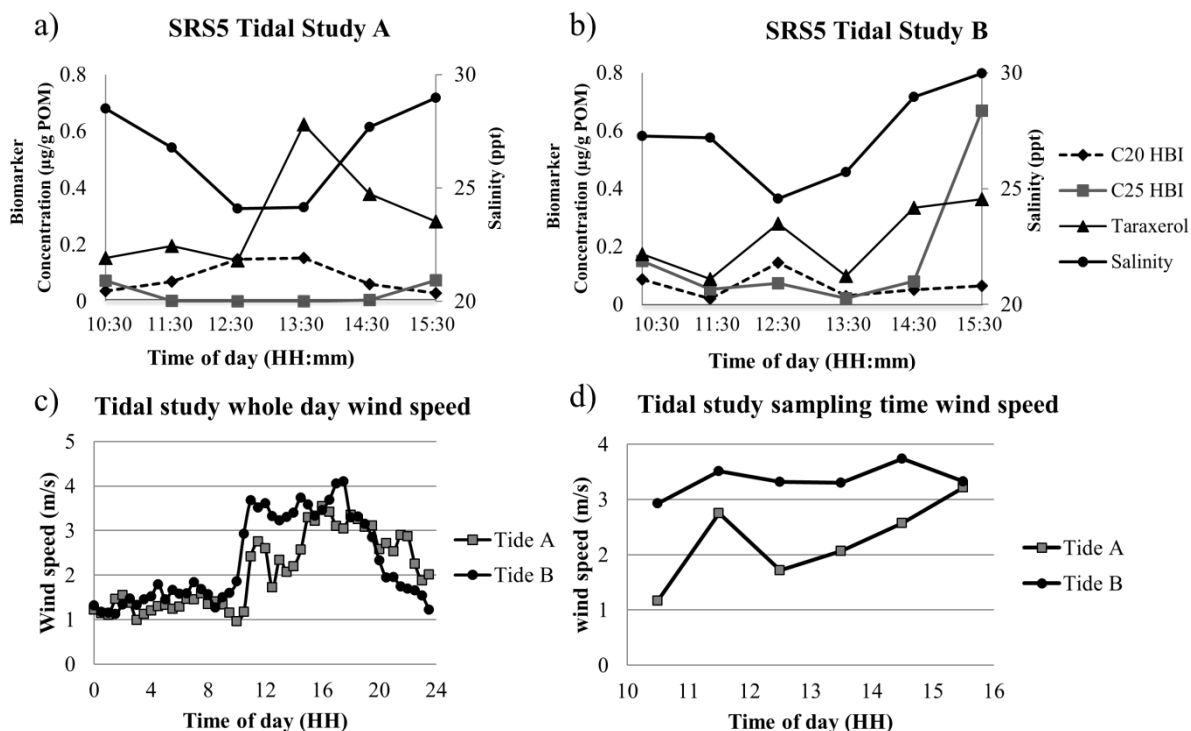 a) SRS5 Tidal Study A
Biomarker
Concentration (µg/g POM)
0.8
0.6
0.4
0.2
0
30
25
20
Salinity (ppt)
10:30 11:30 12:30 13:30 14:30 15:30
Time of day (HH:mm)
b) SRS5 Tidal Study B
Biomarker
Concentration (µg/g POM)
0.8
0.6
0.4
0.2
0
30
25
20
Salinity (ppt)
10:30 11:30 12:30 13:30 14:30 15:30
Time of day (HH:mm)
C20 HBI
C25 HBI
Taraxerol
Salinity
c) Tidal study whole day wind speed
Wind speed (m/s)
5
4
3
2
1
0
0 4 8 12 16 20 24
Time of day (HH)
Tide A
Tide B
d) Tidal study sampling time wind speed
wind speed (m/s)
4
3
2
1
0
10 11 12 13 14 15 16
Time of day (HH)
Tide A
Tide B